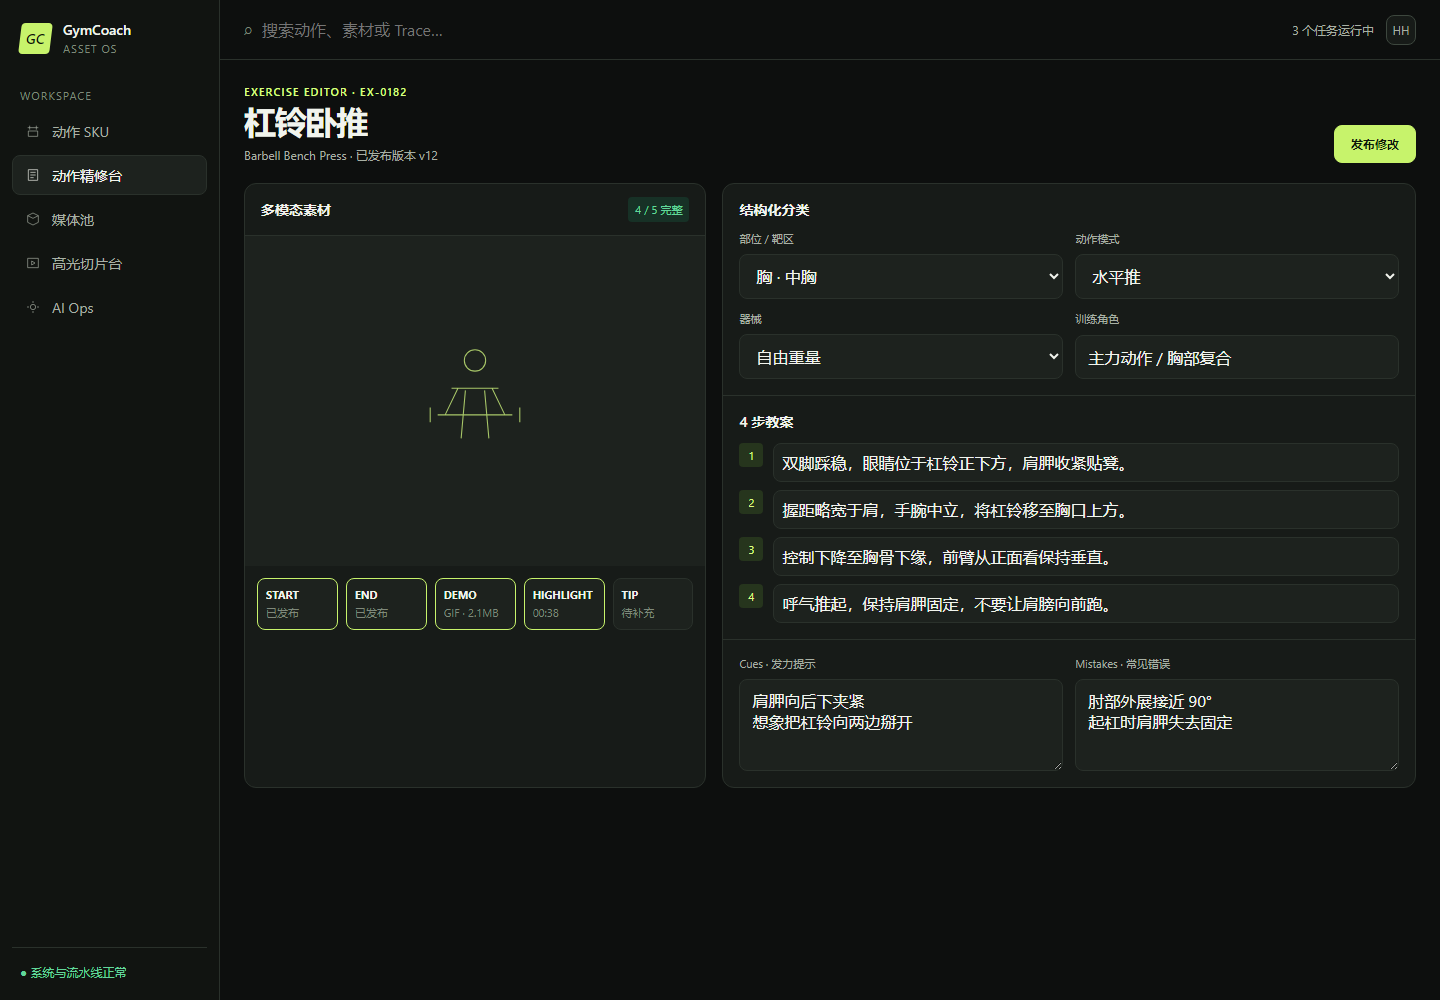 GC
GymCoach
ASSET OS
WORKSPACE
动作 SKU
动作精修台
媒体池
高光切片台
AI Ops
系统与流水线正常
搜索动作、素材或 Trace...
3 个任务运行中
HH
EXERCISE EDITOR · EX-0182
杠铃卧推
Barbell Bench Press · 已发布版本 v12
发布修改
多模态素材
4 / 5 完整
START
已发布
END
已发布
DEMO
GIF · 2.1MB
HIGHLIGHT
00:38
TIP
待补充
结构化分类
部位 / 靶区
胸 · 中胸
动作模式
水平推
器械
自由重量
训练角色
主力动作 / 胸部复合
4 步教案
1
双脚踩稳，眼睛位于杠铃正下方，肩胛收紧贴凳。
2
握距略宽于肩，手腕中立，将杠铃移至胸口上方。
3
控制下降至胸骨下缘，前臂从正面看保持垂直。
4
呼气推起，保持肩胛固定，不要让肩膀向前跑。
Cues · 发力提示
肩胛向后下夹紧
想象把杠铃向两边掰开
Mistakes · 常见错误
肘部外展接近 90°
起杠时肩胛失去固定